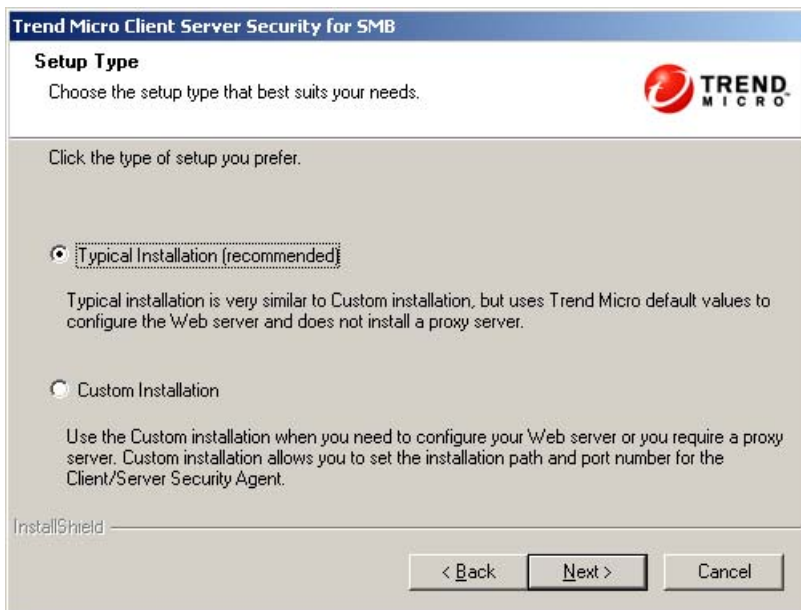 Trend Micro Client Server Security for SMB
Setup Type
Choose the setup type that best suits your needs.
TREND
MICRO™
Click the type of setup you prefer.
Typical Installation (recommended)
Typical installation is very similar to Custom installation, but uses Trend Micro default values to
configure the Web server and does not install a proxy server.
Custom Installation
Use the Custom installation when you need to configure your Web server or you require a proxy
server. Custom installation allows you to set the installation path and port number for the
Client/Server Security Agent.
InstallShield
< Back
Next >
Cancel